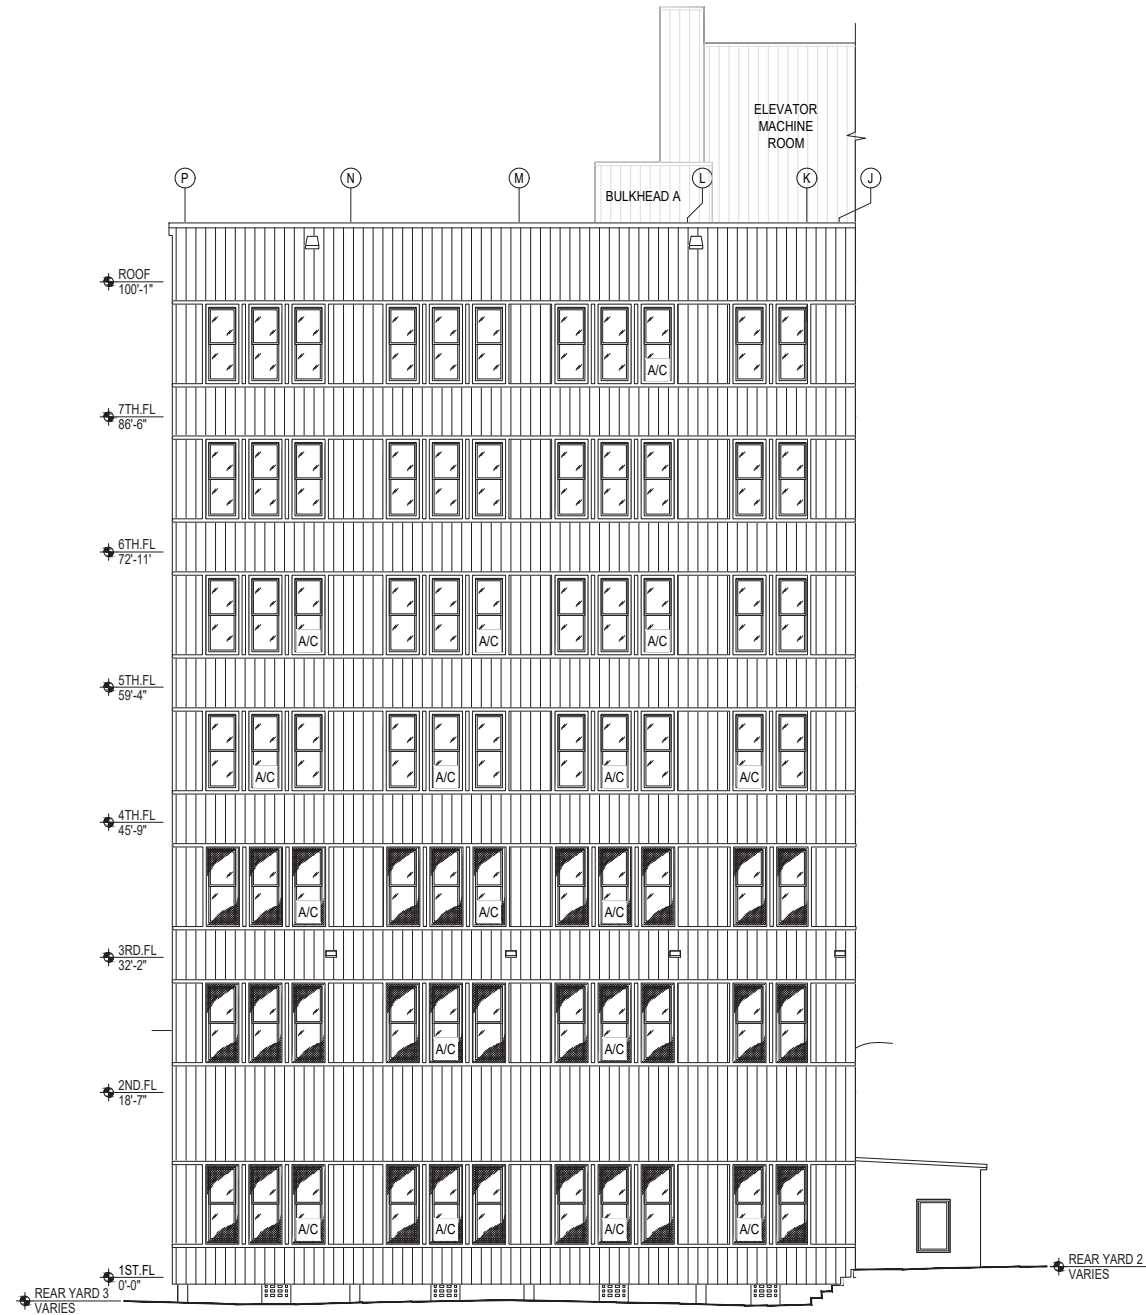 ELEVATOR
MACHINE
ROOM
P
N
M
L
K
J
BULKHEAD A
ROOF
100'-1"
A/C
7TH.FL
86'-6"
6TH.FL
72'-11'
A/C
A/C
A/C
5TH.FL
59'-4"
A/C
A/C
A/C
A/C
4TH.FL
45'-9"
A/C
A/C
A/C
3RD.FL
32'-2"
A/C
A/C
2ND.FL
18'-7"
A/C
A/C
A/C
A/C
1ST.FL
0'-0"
REAR YARD 2
VARIES
REAR YARD 3
VARIES